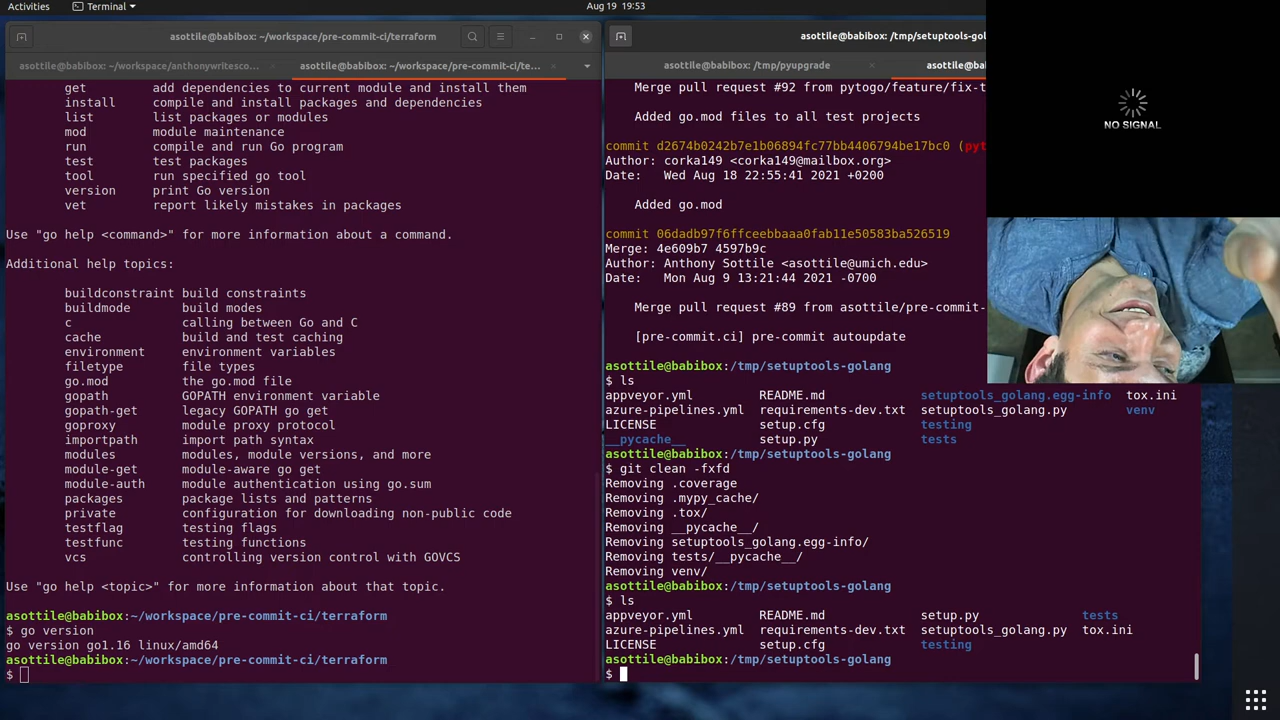 Activities
Terminal
Aug 19 19:53
asottile@babibox: ~/workspace/pre-commit-ci/terraform
asottile@babibox: ~/workspace/anthonywritesco...
asottile@babibox: ~/workspace/pre-commit-ci/te...
get add dependencies to current module and install them
install compile and install packages and dependencies
list list packages or modules
mod module maintenance
run compile and run Go program
test test packages
tool run specified go tool
version print Go version
vet report likely mistakes in packages
Use "go help <command>" for more information about a command.
Additional help topics:
buildconstraint build constraints
buildmode build modes
c calling between Go and C
cache build and test caching
environment environment variables
filetype file types
go.mod the go.mod file
gopath GOPATH environment variable
gopath-get legacy GOPATH go get
goproxy module proxy protocol
importpath import path syntax
modules modules, module versions, and more
module-get module-aware go get
module-auth module authentication using go.sum
packages package lists and patterns
private configuration for downloading non-public code
testflag testing flags
testfunc testing functions
vcs controlling version control with GOVCS
Use "go help <topic>" for more information about that topic.
asottile@babibox:~/workspace/pre-commit-ci/terraform
$ go version
go version go1.16 linux/amd64
asottile@babibox:~/workspace/pre-commit-ci/terraform
$
asottile@babibox: /tmp/setuptools-gol
asottile@babibox: /tmp/pyupgrade
asottile@bab
Merge pull request #92 from pytogo/feature/fix-t
Added go.mod files to all test projects
commit d2674b0242b7e1b06894fc77bb4406794be17bc0 (pyt
Author: corka149 <corka149@mailbox.org>
Date: Wed Aug 18 22:55:41 2021 +0200
Added go.mod
commit 06dadb97f6ffceebbaaa0fab11e50583ba526519
Merge: 4e609b7 4597b9c
Author: Anthony Sottile <asottile@umich.edu>
Date: Mon Aug 9 13:21:44 2021 -0700
Merge pull request #89 from asottile/pre-commit-
[pre-commit.ci] pre-commit autoupdate
asottile@babibox:/tmp/setuptools-golang
$ ls
appveyor.yml README.md setuptools_golang.egg-info tox.ini
azure-pipelines.yml requirements-dev.txt setuptools_golang.py venv
LICENSE setup.cfg testing
__pycache__ setup.py tests
asottile@babibox:/tmp/setuptools-golang
$ git clean -fxfd
Removing .coverage
Removing .mypy_cache/
Removing .tox/
Removing __pycache__/
Removing setuptools_golang.egg-info/
Removing tests/__pycache__/
Removing venv/
asottile@babibox:/tmp/setuptools-golang
$ ls
appveyor.yml README.md setup.py tests
azure-pipelines.yml requirements-dev.txt setuptools_golang.py tox.ini
LICENSE setup.cfg testing
asottile@babibox:/tmp/setuptools-golang
$
NO SIGNAL